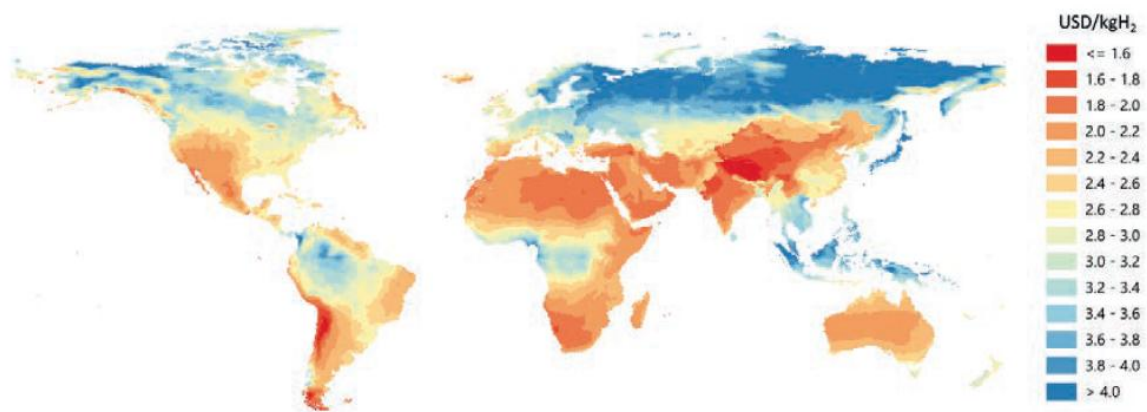 USD/kgH₂
<= 1.6
1.6 - 1.8
1.8 - 2.0
2.0 - 2.2
2.2 - 2.4
2.4 - 2.6
2.6 - 2.8
2.8 - 3.0
3.0 - 3.2
3.2 - 3.4
3.4 - 3.6
3.6 - 3.8
3.8 - 4.0
> 4.0